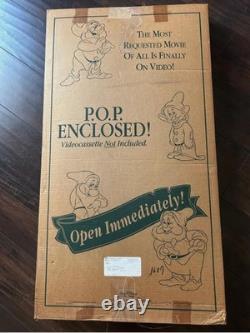 The Most
Requested Movie
Of All Is Finally
On Video!
P.O.P.
ENCLOSED!
Videocassette Not Included.
Open Immediately!